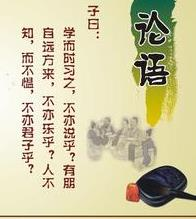 论语
子曰：
学而时习之，不亦说乎？有朋
自远方来，不亦乐乎？人不
知，而不愠，不亦君子乎？